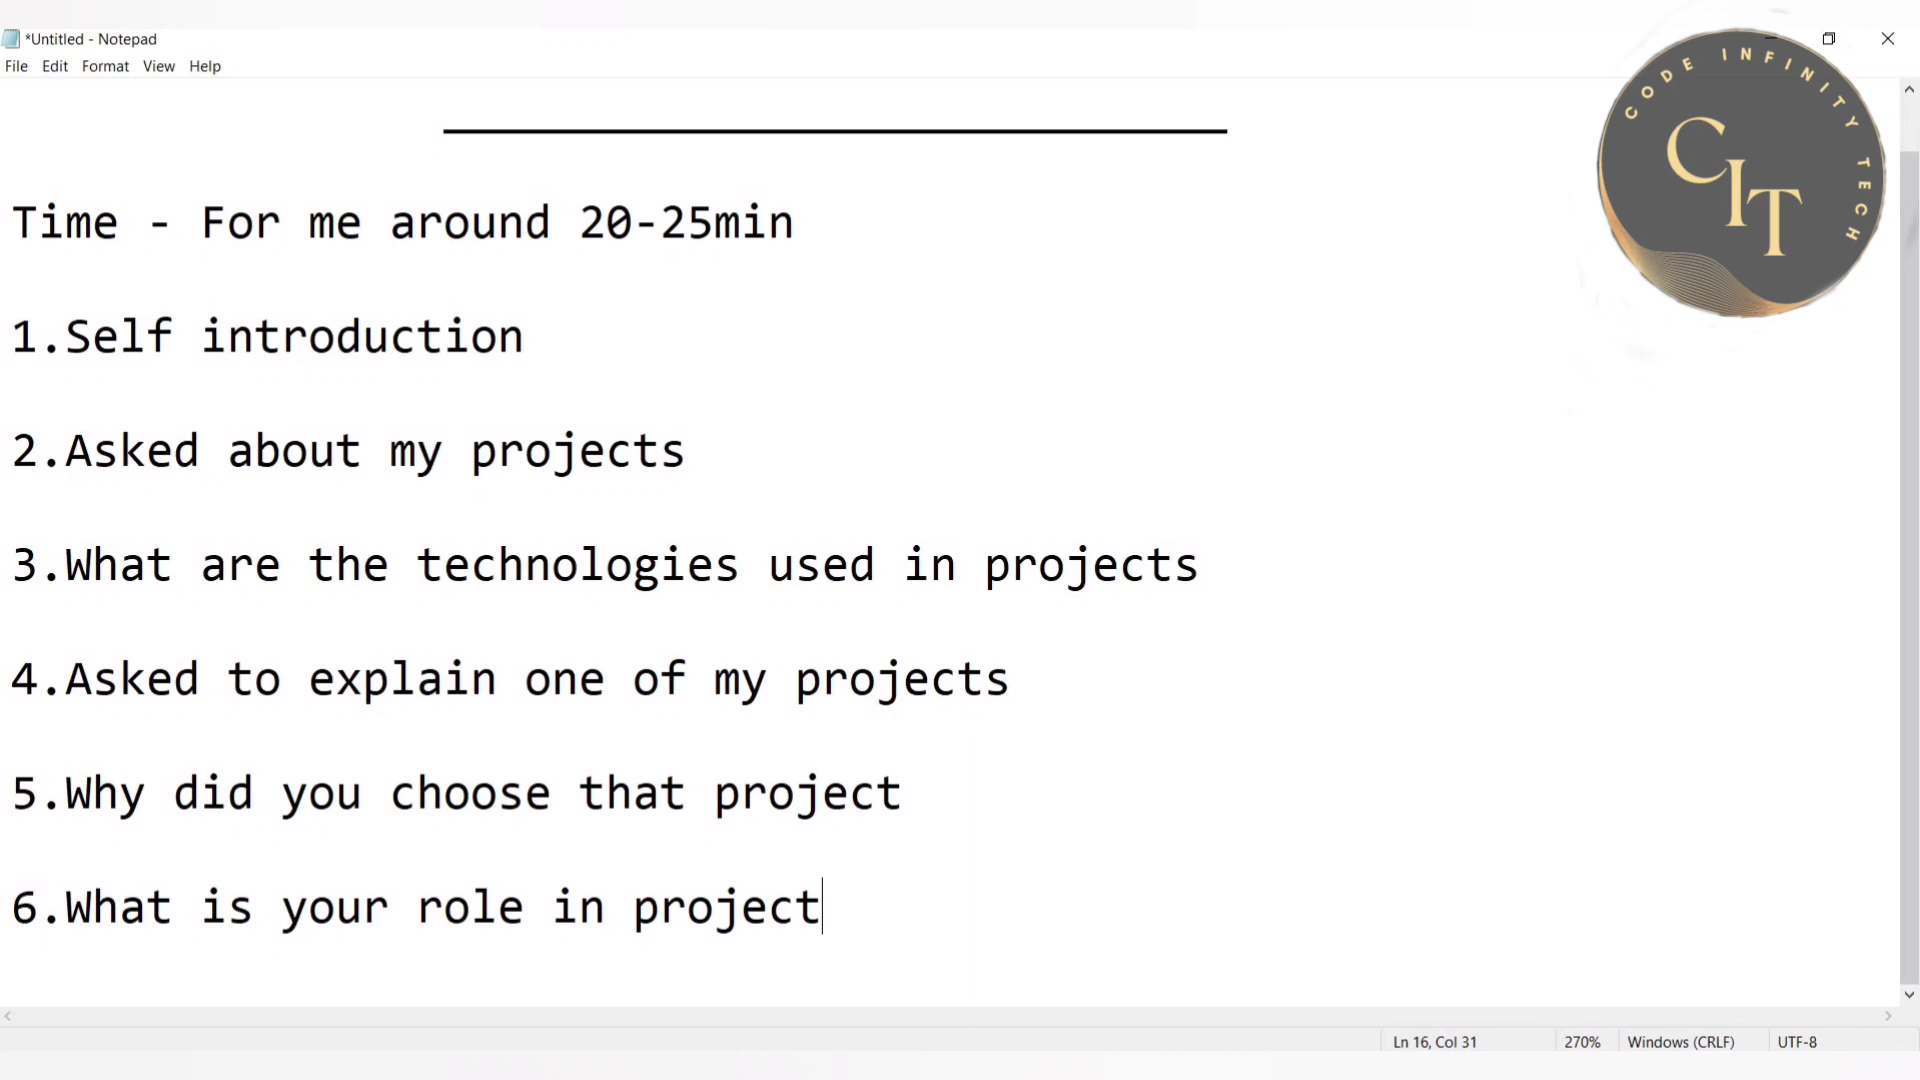 *Untitled - Notepad
File Edit Format View Help
CODE INFINITY TECH
CIT
Time - For me around 20-25min
1.Self introduction
2.Asked about my projects
3.What are the technologies used in projects
4.Asked to explain one of my projects
5.Why did you choose that project
6.What is your role in project
Ln 16, Col 31 270% Windows (CRLF) UTF-8